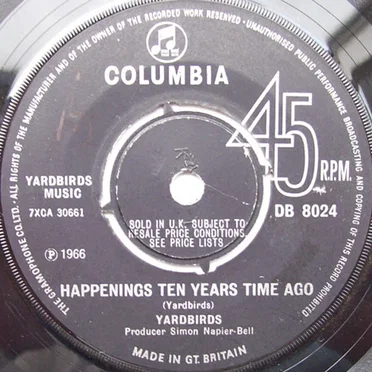 ALL RIGHTS OF THE MANUFACTURER AND OF THE OWNER OF THE RECORDED WORK RESERVED · UNAUTHORISED PUBLIC PERFORMANCE BROADCASTING AND COPYING OF THIS RECORD PROHIBITED
THE GRAMOPHONE CO. LTD.
COLUMBIA
45
R.P.M.
YARDBIRDS
MUSIC
7XCA 30661
SOLD IN U.K. SUBJECT TO
RESALE PRICE CONDITIONS,
SEE PRICE LISTS
DB 8024
℗ 1966
HAPPENINGS TEN YEARS TIME AGO
(Yardbirds)
YARDBIRDS
Producer Simon Napier-Bell
MADE IN GT. BRITAIN